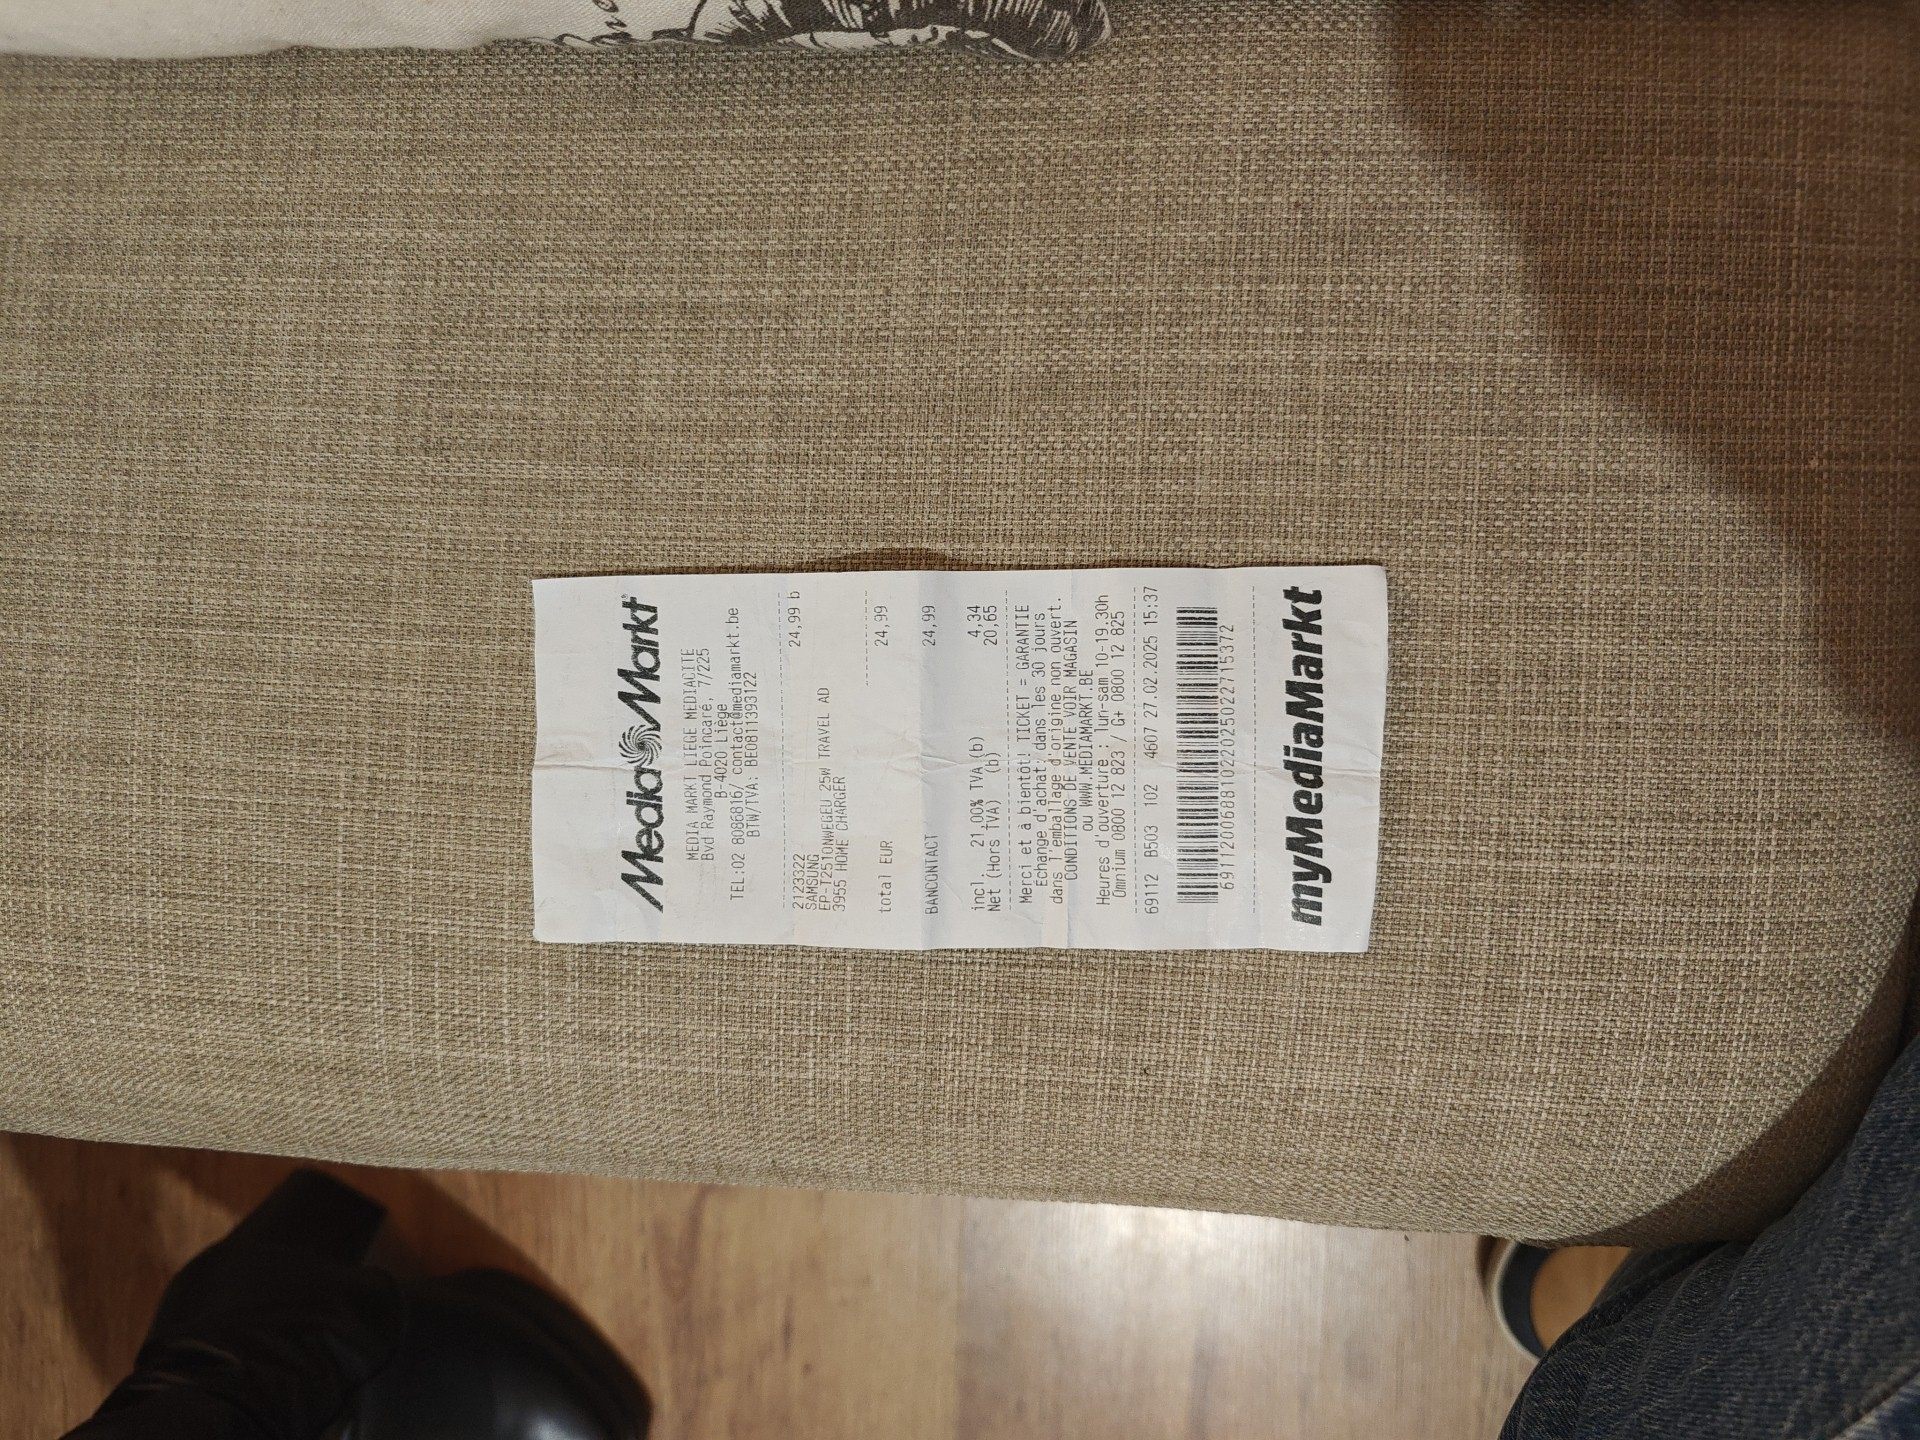 Media Markt
MEDIA MARKT LIEGE MEDIACITE
Bvd Raymond Poincaré, 7/225
B-4020 Liège
TEL:02 8086816/ contact@mediamarkt.be
BTW/TVA: BE0811393122
2123322 24,99 b
SAMSUNG
EP-T2510NWEGEU 25W TRAVEL AD
3955 HOME CHARGER
total EUR 24,99
BANCONTACT 24,99
incl. 21,00% TVA (b) 4,34
Net (Hors TVA) (b) 20,65
Merci et à bientôt! TICKET = GARANTIE
Echange d'achat: dans les 30 jours
dans l'emballage d'origine non ouvert.
CONDITIONS DE VENTE VOIR MAGASIN
ou WWW.MEDIAMARKT.BE
Heures d'ouverture : lun-sam 10-19.30h
Omnium 0800 12 823 / G+ 0800 12 825
69112 B503 102 4607 27.02.2025 15:37
myMediaMarkt